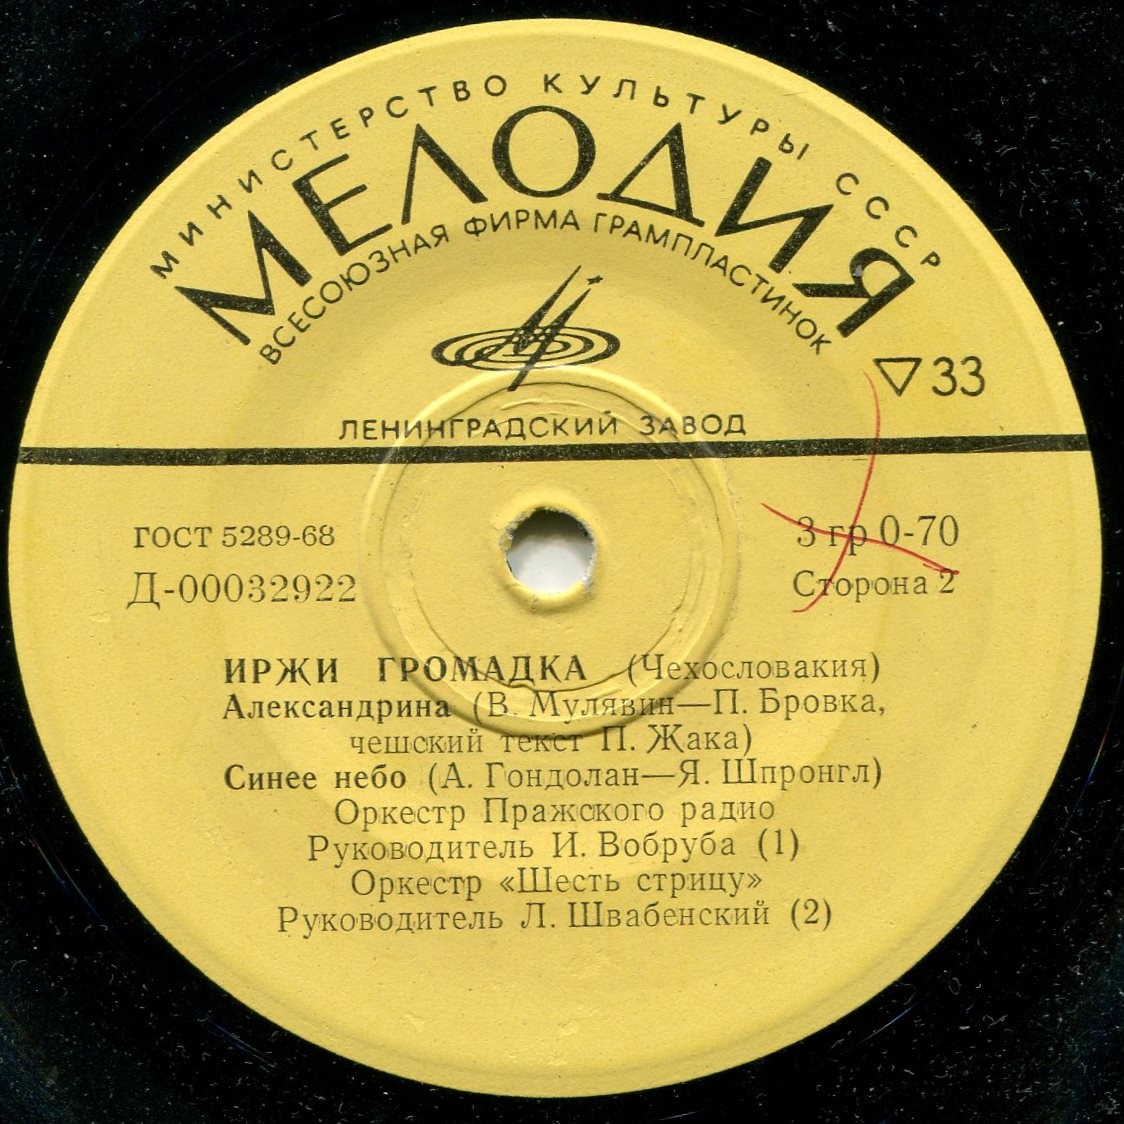 МИНИСТЕРСТВО КУЛЬТУРЫ СССР
МЕЛОДИЯ
ВСЕСОЮЗНАЯ ФИРМА ГРАМПЛАСТИНОК
▽33
ЛЕНИНГРАДСКИЙ ЗАВОД
ГОСТ 5289-68
3 гр 0-70
Д-00032922
Сторона 2
ИРЖИ ГРОМАДКА (Чехословакия)
Александрина (В. Мулявин—П. Бровка,
чешский текст П. Жака)
Синее небо (А. Гондолан—Я. Шпронгл)
Оркестр Пражского радио
Руководитель И. Вобруба (1)
Оркестр «Шесть стрицу»
Руководитель Л. Швабенский (2)